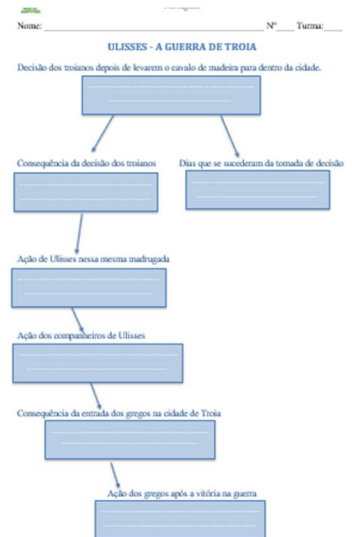 Nome: ______ Nº____ Turma:____
ULISSES - A GUERRA DE TROIA
Decisão dos troianos depois de levarem o cavalo de madeira para dentro da cidade.
Consequência da decisão dos troianos
Dias que se sucederam da tomada de decisão
Ação de Ulisses nessa mesma madrugada
Ação dos companheiros de Ulisses
Consequência da entrada dos gregos na cidade de Troia
Ação dos gregos após a vitória na guerra